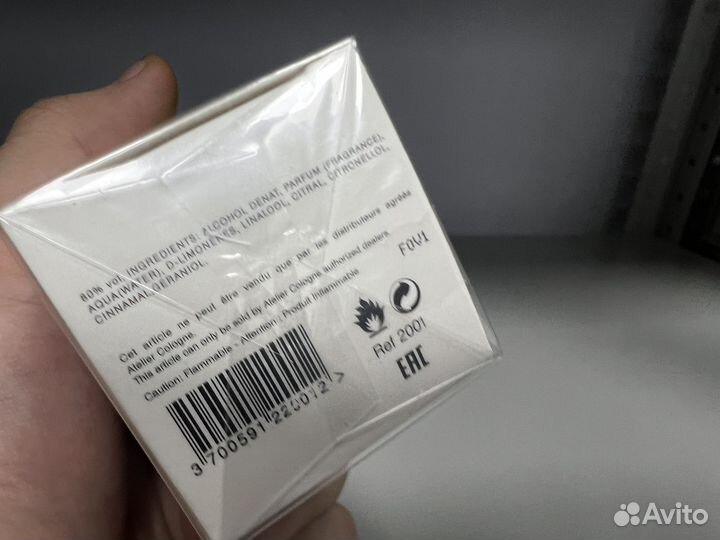 80% vol. INGREDIENTS: ALCOHOL DENAT, PARFUM (FRAGRANCE),
AQUA(WATER), D-LIMONENES, LINALOOL, CITRAL, CITRONELLOL,
CINNAMAL, GERANIOL.
Cet article ne peut être vendu que par les distributeurs agréés
Atelier Cologne.
This article can only be sold by Atelier Cologne authorized dealers.
Caution: Flammable - Attention: Produit Inflammable
F0V1
Ref 2001
EAC
3 700591 220012 >
Avito